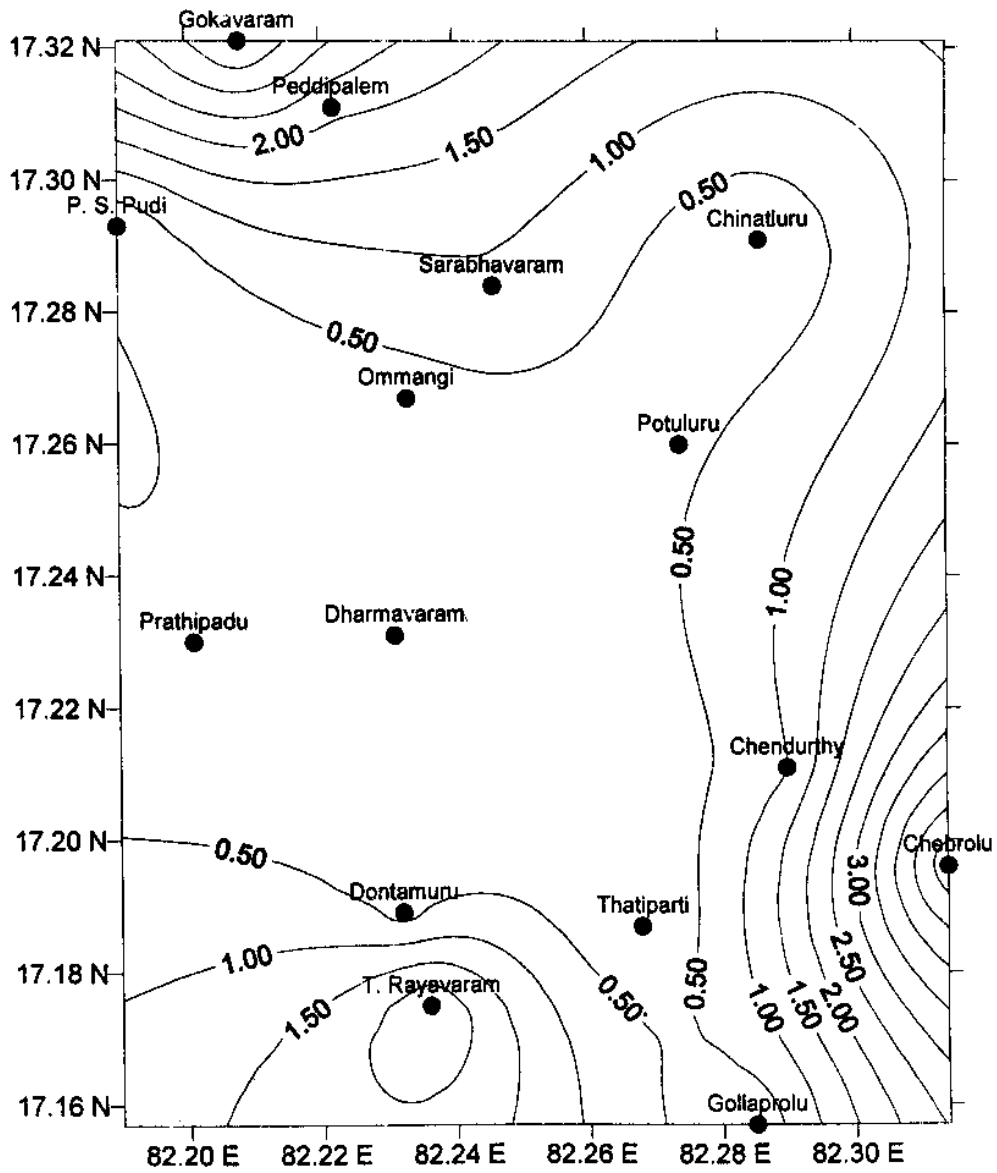 Gokavaram
17.32 N
Peddipalem
2.00
1.50
1.00
17.30 N
0.50
P. S. Pudi
Chinatluru
Sarabhavaram
17.28 N
0.50
Ommangi
Potuluru
17.26 N
0.50
17.24 N
1.00
Prathipadu
Dharmavaram
17.22 N
Chendurthy
17.20 N
0.50
Chebrolu
3.00
Dontamuru
Thatiparti
2.50
17.18 N
1.00
T. Rayavaram
0.50
0.50
1.00
1.50
2.00
1.50
17.16 N
Gollaprolu
82.20 E
82.22 E
82.24 E
82.26 E
82.28 E
82.30 E